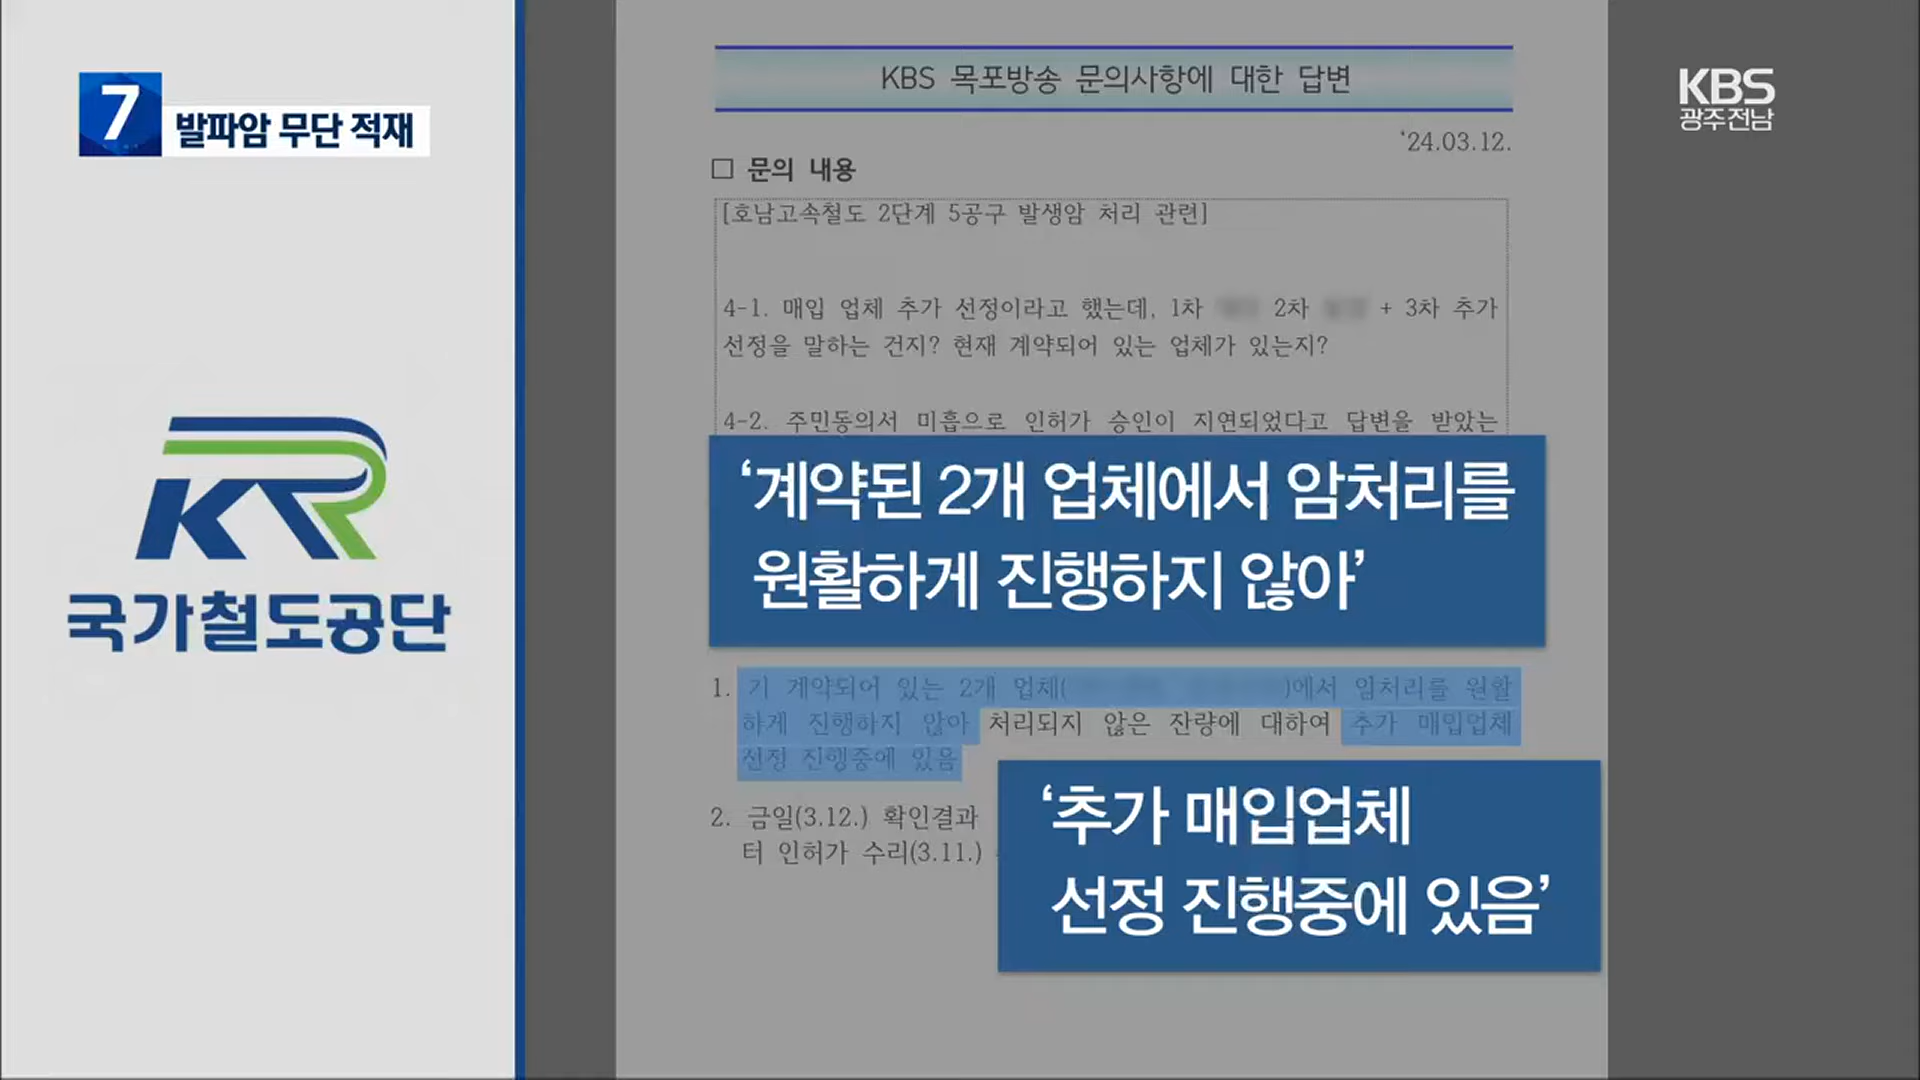 7
발파암 무단 적재
KBS
광주전남
KR
국가철도공단
KBS 목포방송 문의사항에 대한 답변
‘24.03.12.
□ 문의 내용
[호남고속철도 2단계 5공구 발생암 처리 관련]
4-1. 매입 업체 추가 선정이라고 했는데, 1차 2차 + 3차 추가
선정을 말하는 건지? 현재 계약되어 있는 업체가 있는지?
4-2. 주민동의서 미흡으로 인허가 승인이 지연되었다고 답변을 받았는
‘계약된 2개 업체에서 암처리를
원활하게 진행하지 않아’
1. 기 계약되어 있는 2개 업체( )에서 암처리를 원활
하게 진행하지 않아 처리되지 않은 잔량에 대하여 추가 매입업체
선정 진행중에 있음
‘추가 매입업체
선정 진행중에 있음’
2. 금일(3.12.) 확인결과
터 인허가 수리(3.11.)